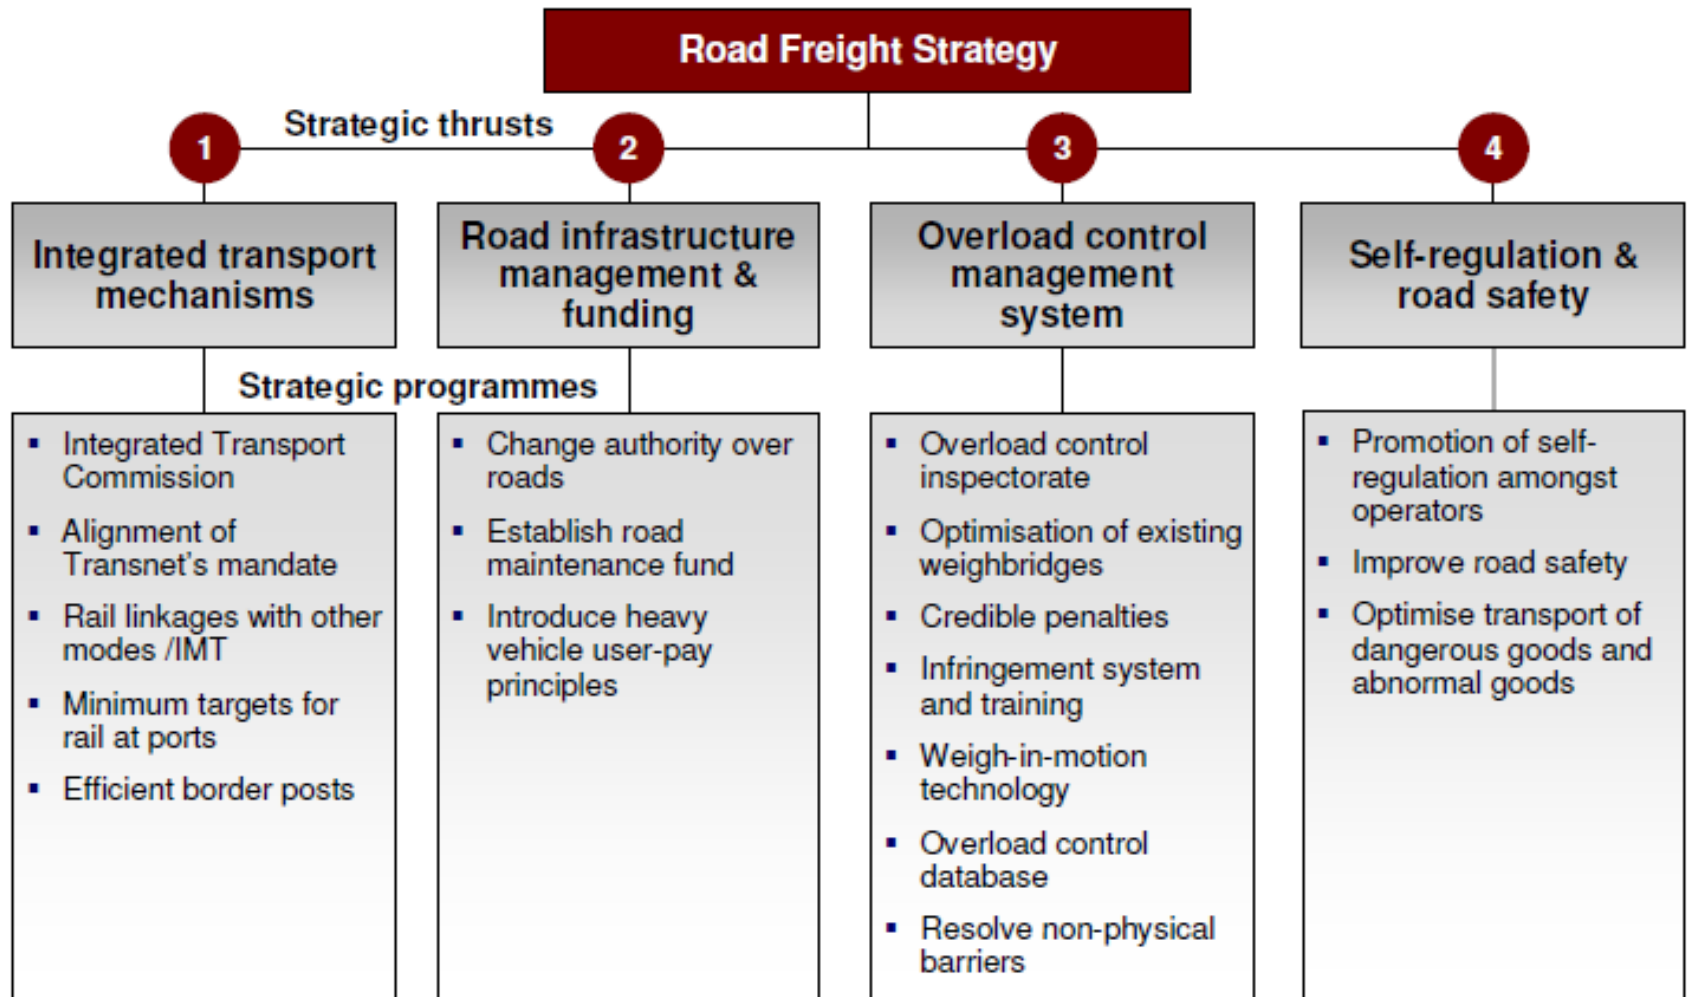 Road Freight Strategy
Strategic thrusts
1
2
3
4
Integrated transport
mechanisms
Road infrastructure
management &
funding
Overload control
management
system
Self-regulation &
road safety
Strategic programmes
▪ Integrated Transport
Commission
▪ Alignment of
Transnet's mandate
▪ Rail linkages with other
modes /IMT
▪ Minimum targets for
rail at ports
▪ Efficient border posts
▪ Change authority over
roads
▪ Establish road
maintenance fund
▪ Introduce heavy
vehicle user-pay
principles
▪ Overload control
inspectorate
▪ Optimisation of existing
weighbridges
▪ Credible penalties
▪ Infringement system
and training
▪ Weigh-in-motion
technology
▪ Overload control
database
▪ Resolve non-physical
barriers
▪ Promotion of self-
regulation amongst
operators
▪ Improve road safety
▪ Optimise transport of
dangerous goods and
abnormal goods